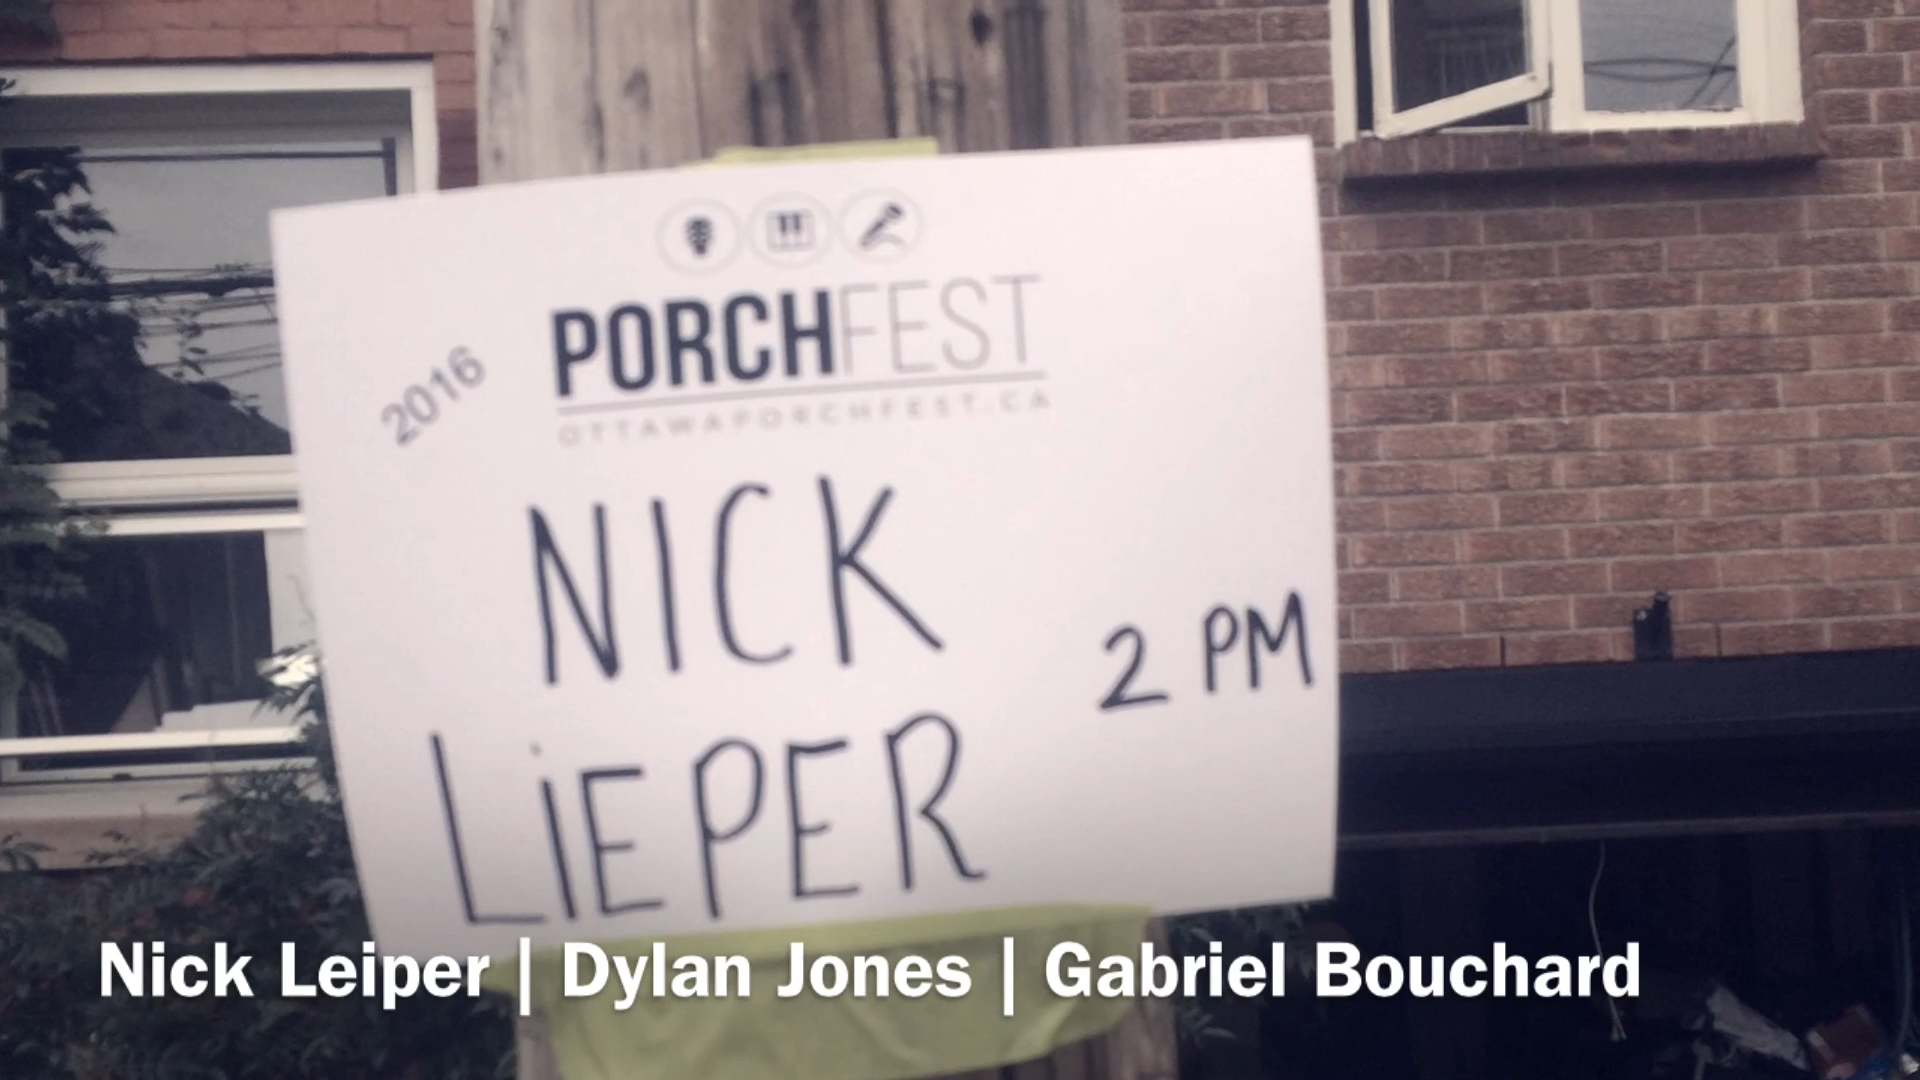 PORCHFEST
2016
OTTAWAPORCHFEST.CA
NICK
2 PM
LiEPER
Nick Leiper | Dylan Jones | Gabriel Bouchard